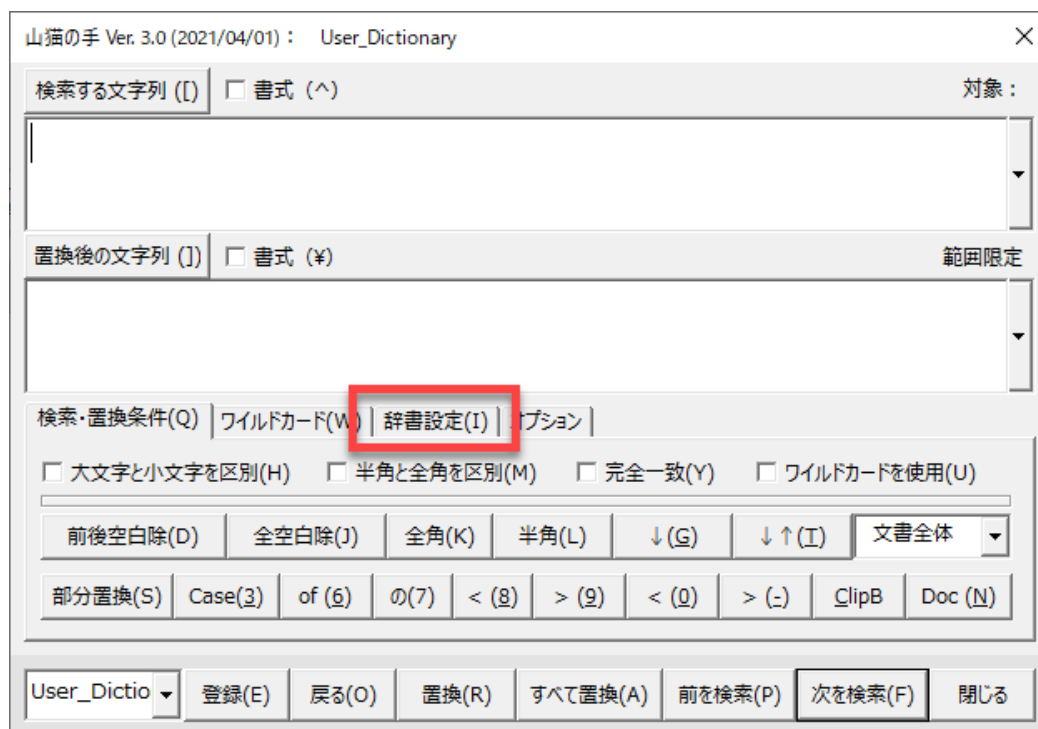 山猫の手 Ver. 3.0 (2021/04/01)： User_Dictionary
検索する文字列 ([) 書式 (^) 対象：
置換後の文字列 (]) 書式 (¥) 範囲限定
検索・置換条件(Q) ワイルドカード(W) 辞書設定(I) オプション
大文字と小文字を区別(H) 半角と全角を区別(M) 完全一致(Y) ワイルドカードを使用(U)
前後空白除(D) 全空白除(J) 全角(K) 半角(L) ↓(G) ↓↑(T) 文書全体
部分置換(S) Case(3) of (6) の(7) < (8) > (9) < (0) > (-) ClipB Doc (N)
User_Dictio 登録(E) 戻る(O) 置換(R) すべて置換(A) 前を検索(P) 次を検索(F) 閉じる